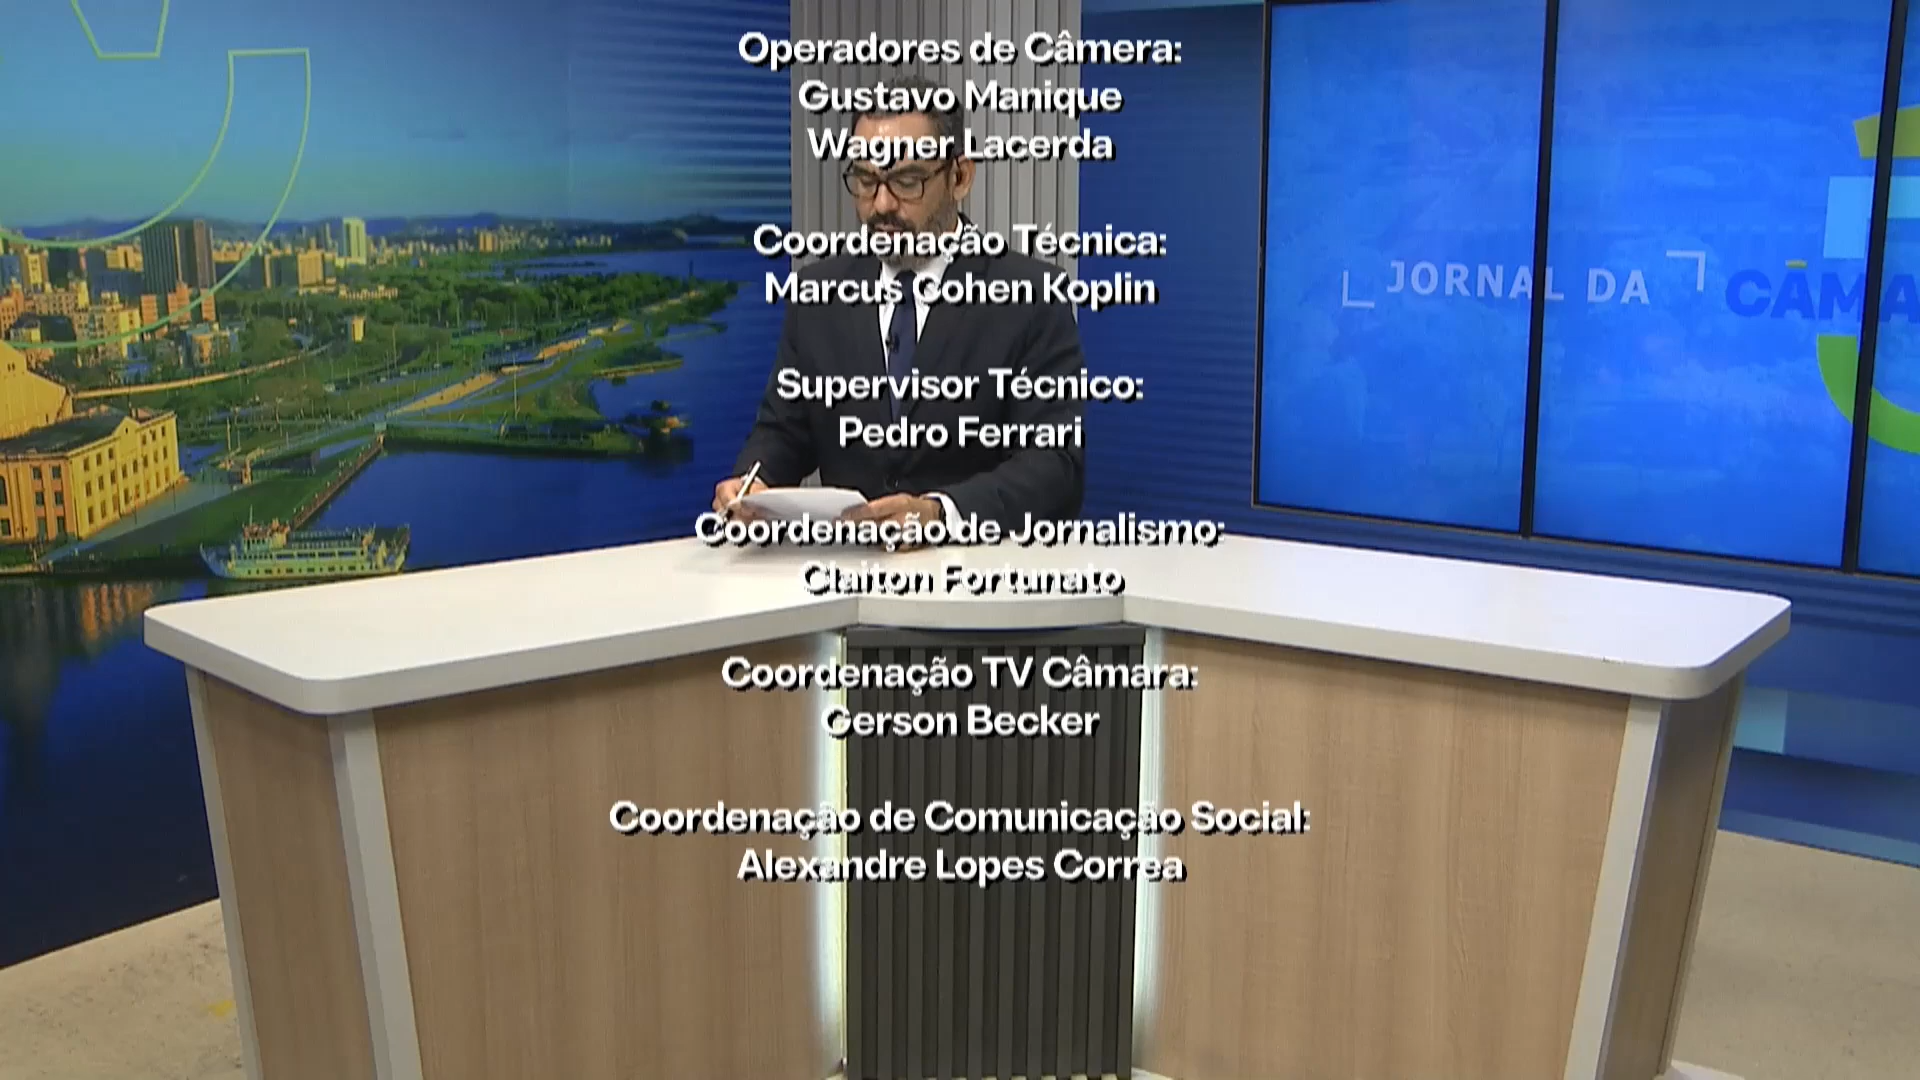 Operadores de Câmera:
Gustavo Manique
Wagner Lacerda
Coordenação Técnica:
Marcus Cohen Koplin
Supervisor Técnico:
Pedro Ferrari
Coordenação de Jornalismo:
Claiton Fortunato
Coordenação TV Câmara:
Gerson Becker
Coordenação de Comunicação Social:
Alexandre Lopes Correa
JORNAL DA